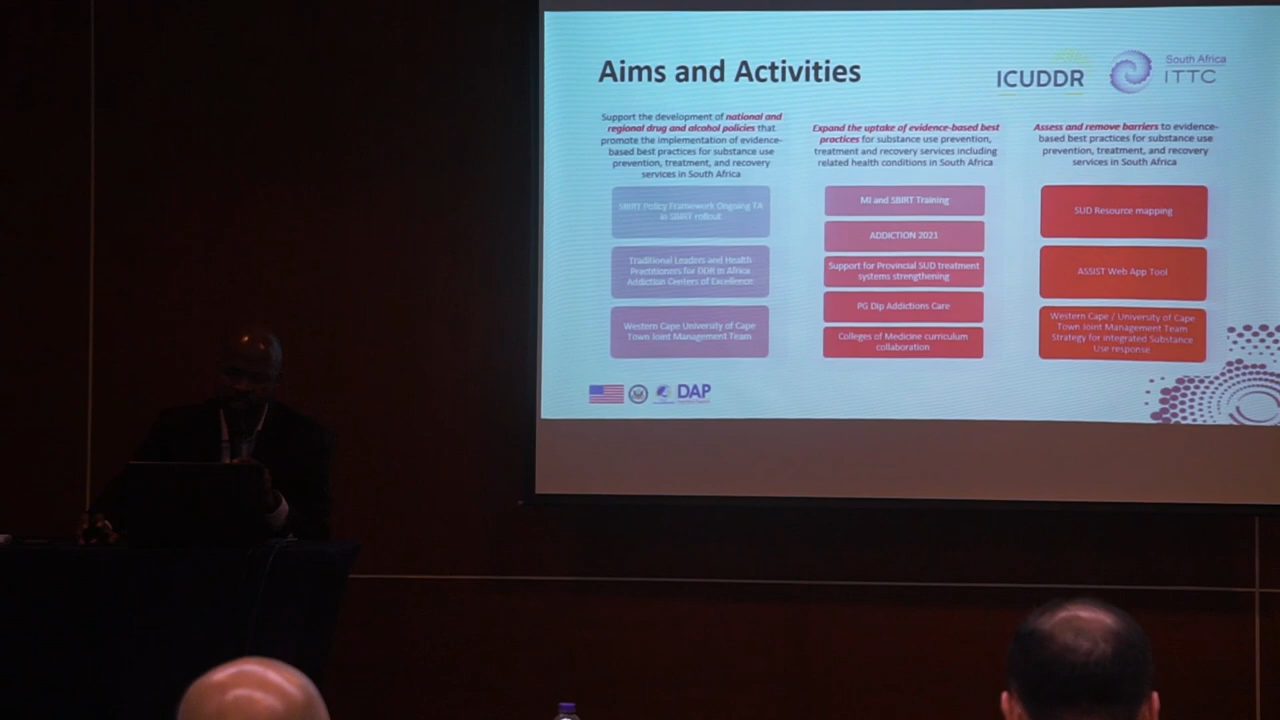 Aims and Activities
ICUDDR
South Africa
ITTC
Support the development of national and
regional drug and alcohol policies that
promote the implementation of evidence-
based best practices for substance use
prevention, treatment, and recovery
services in South Africa
SBIRT Policy Framework Ongoing TA
in SBIRT rollout
Traditional Leaders and Health
Practitioners for DDR in Africa
Addiction Centers of Excellence
Western Cape University of Cape
Town Joint Management Team
Expand the uptake of evidence-based best
practices for substance use prevention,
treatment and recovery services including
related health conditions in South Africa
MI and SBIRT Training
ADDICTION 2021
Support for Provincial SUD treatment
systems strengthening
PG Dip Addictions Care
Colleges of Medicine curriculum
collaboration
Assess and remove barriers to evidence-
based best practices for substance use
prevention, treatment, and recovery
services in South Africa
SUD Resource mapping
ASSIST Web App Tool
Western Cape / University of Cape
Town Joint Management Team
Strategy for integrated Substance
Use response
DAP